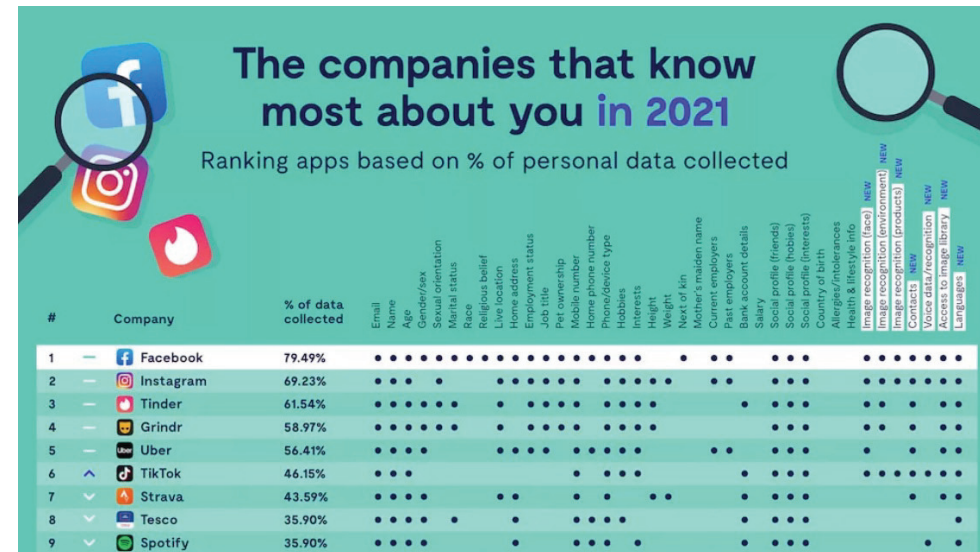 The companies that know
most about you in 2021
Ranking apps based on % of personal data collected
#
Company
% of data
collected
Email
Name
Age
Gender/sex
Sexual orientation
Marital status
Race
Religious belief
Live location
Home address
Employment status
Job title
Pet ownership
Mobile number
Home phone number
Phone/device type
Hobbies
Interests
Height
Weight
Next of kin
Mother's maiden name
Current employers
Past employers
Bank account details
Salary
Social profile (friends)
Social profile (hobies)
Social profile (interests)
Country of birth
Allergies/intolerances
Health & lifestyle info
Image recognition (face) NEW
Image recognition (environment) NEW
Image recognition (products) NEW
Contacts NEW
Voice data/recognition NEW
Access to image library NEW
Languages NEW
1 Facebook 79.49%
2 Instagram 69.23%
3 Tinder 61.54%
4 Grindr 58.97%
5 Uber Uber 56.41%
6 TikTok 46.15%
7 Strava 43.59%
8 Tesco 35.90%
9 Spotify 35.90%